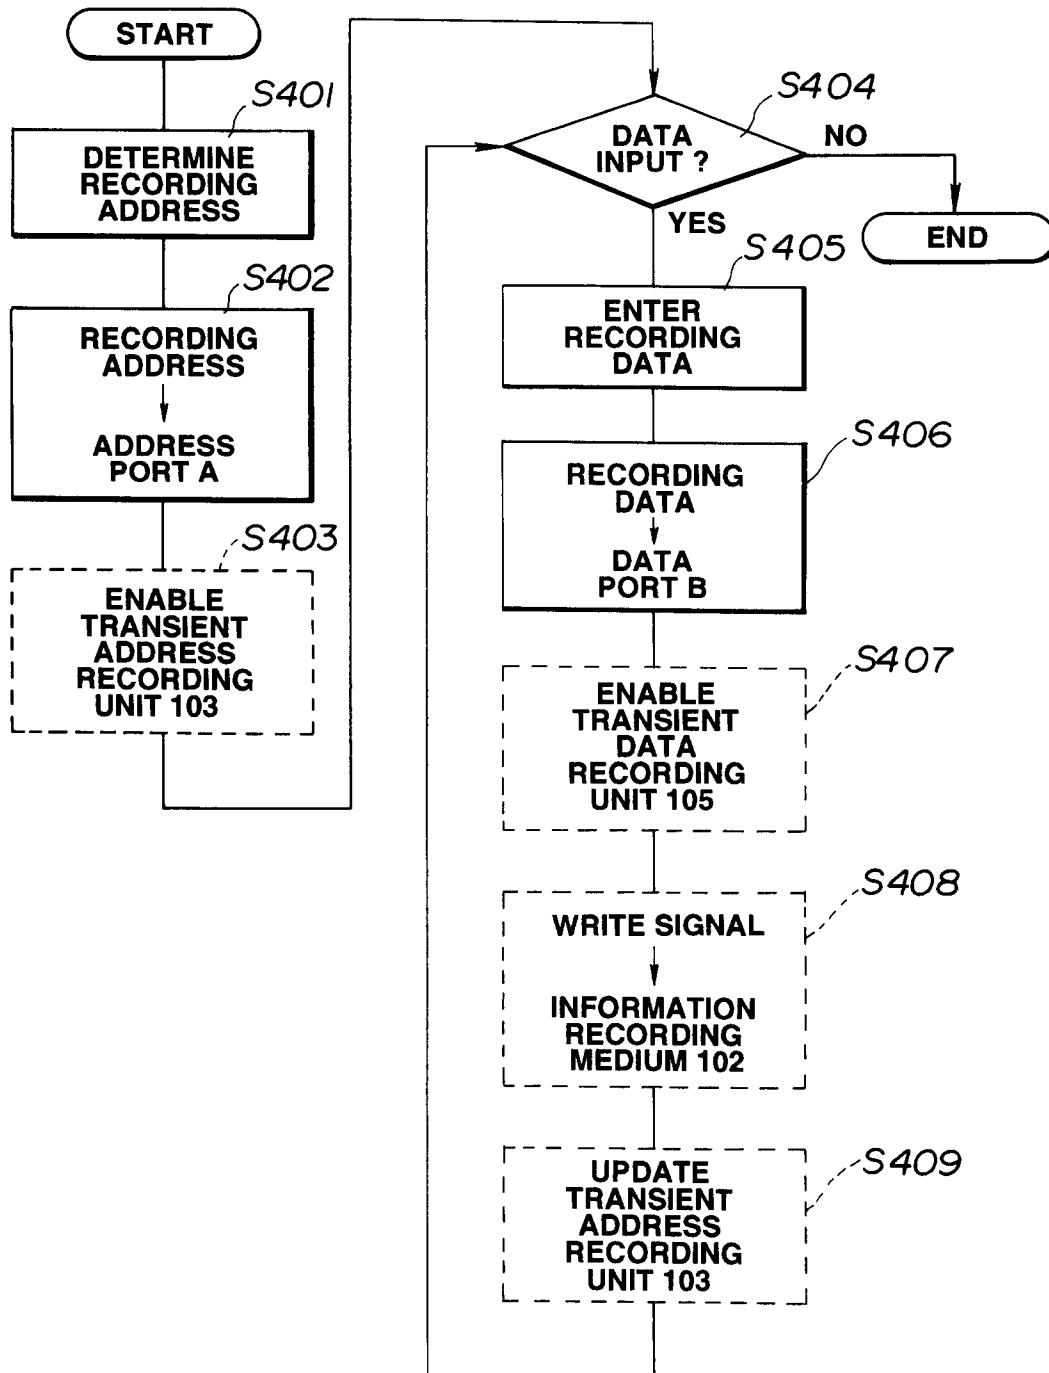 START
S401
DETERMINE
RECORDING
ADDRESS
S402
RECORDING
ADDRESS
ADDRESS
PORT A
S403
ENABLE
TRANSIENT
ADDRESS
RECORDING
UNIT 103
S404
DATA
INPUT ?
NO
YES
END
S405
ENTER
RECORDING
DATA
S406
RECORDING
DATA
DATA
PORT B
S407
ENABLE
TRANSIENT
DATA
RECORDING
UNIT 105
S408
WRITE SIGNAL
INFORMATION
RECORDING
MEDIUM 102
S409
UPDATE
TRANSIENT
ADDRESS
RECORDING
UNIT 103